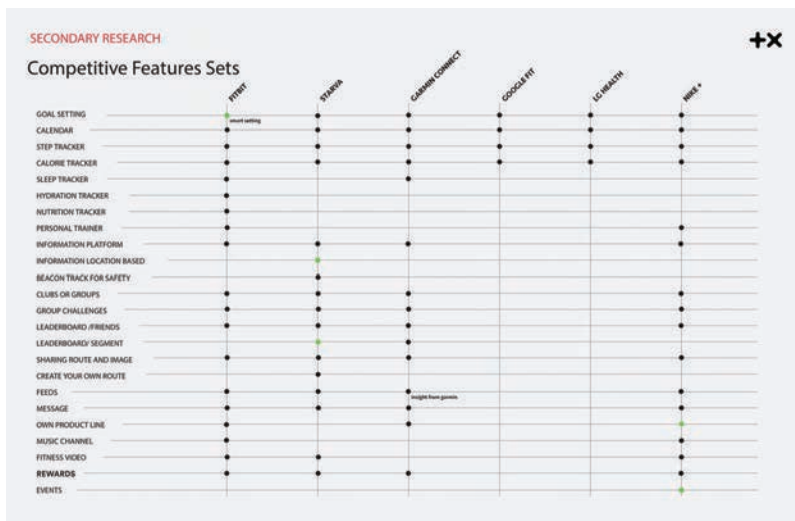 SECONDARY RESEARCH
+×
Competitive Features Sets
FITBIT
STARVA
GARMIN CONNECT
GOOGLE FIT
LG HEALTH
NIKE +
GOAL SETTING
smart setting
CALENDAR
STEP TRACKER
CALORIE TRACKER
SLEEP TRACKER
HYDRATION TRACKER
NUTRITION TRACKER
PERSONAL TRAINER
INFORMATION PLATFORM
INFORMATION LOCATION BASED
BEACON TRACK FOR SAFETY
CLUBS OR GROUPS
GROUP CHALLENGES
LEADERBOARD /FRIENDS
LEADERBOARD/ SEGMENT
SHARING ROUTE AND IMAGE
CREATE YOUR OWN ROUTE
FEEDS
insight from garmin
MESSAGE
OWN PRODUCT LINE
MUSIC CHANNEL
FITNESS VIDEO
REWARDS
EVENTS